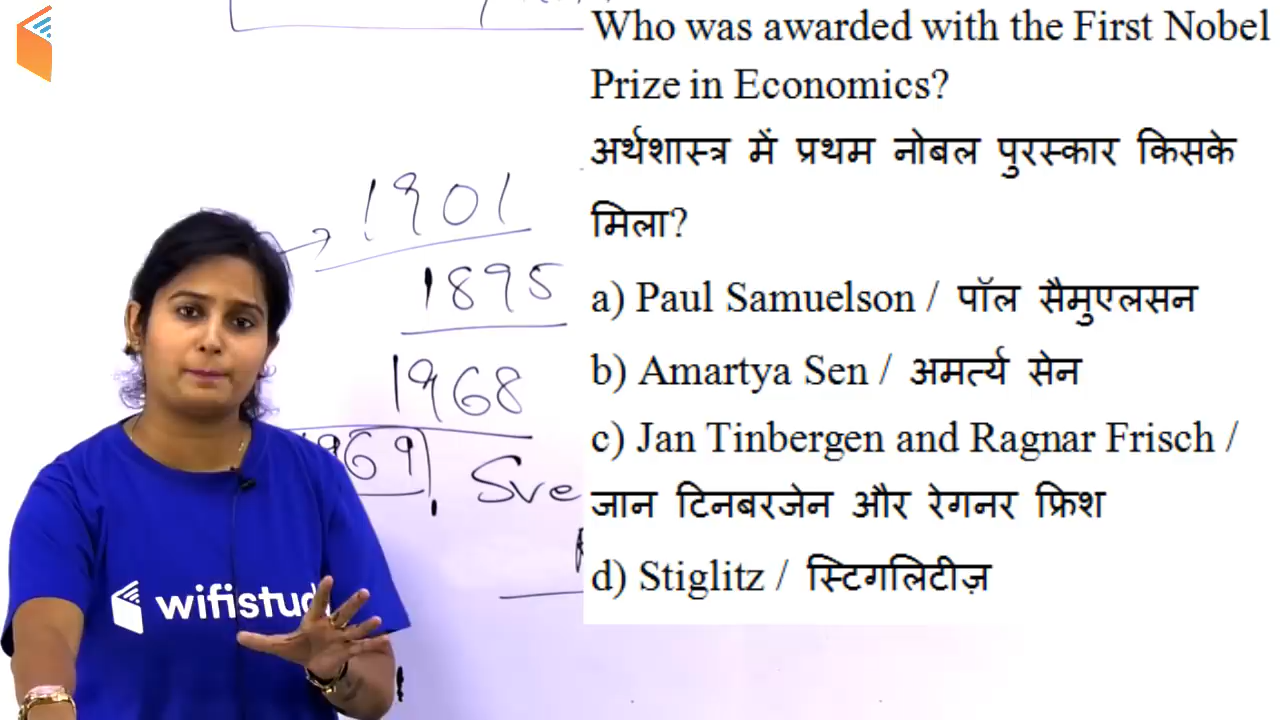 Who was awarded with the First Nobel
Prize in Economics?
अर्थशास्त्र में प्रथम नोबल पुरस्कार किसके
मिला?
a) Paul Samuelson / पॉल सैमुएलसन
b) Amartya Sen / अमर्त्य सेन
c) Jan Tinbergen and Ragnar Frisch /
जान टिनबरजेन और रेगनर फ्रिश
d) Stiglitz / स्टिगलिटीज़
1901
1895
1968
1969
Sve
wifistud